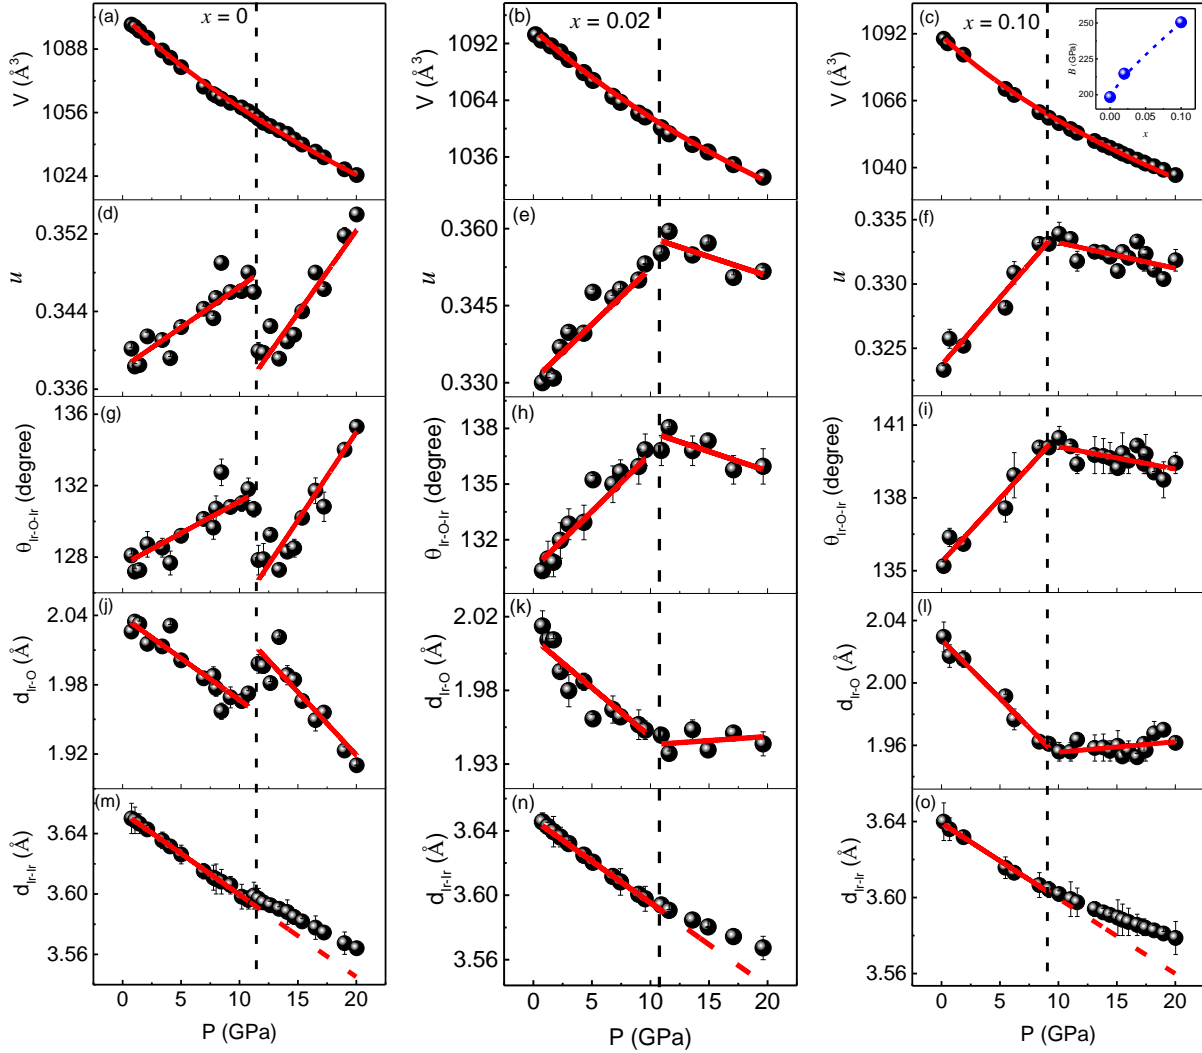 (a) x = 0
V (Å³)
1088
1056
1024
(b) x = 0.02
V (Å³)
1092
1064
1036
(c) x = 0.10
V (Å³)
1092
1066
1040
B (GPa)
250
225
200
0.00 0.05 0.10
x
(d)
u
0.352
0.344
0.336
(e)
u
0.360
0.345
0.330
(f)
u
0.335
0.330
0.325
(g)
θIr-O-Ir (degree)
136
132
128
(h)
θIr-O-Ir (degree)
138
135
132
(i)
θIr-O-Ir (degree)
141
138
135
(j)
dIr-O (Å)
2.04
1.98
1.92
(k)
dIr-O (Å)
2.02
1.98
1.93
(l)
dIr-O (Å)
2.04
2.00
1.96
(m)
dIr-Ir (Å)
3.64
3.60
3.56
0 5 10 15 20
P (GPa)
(n)
dIr-Ir (Å)
3.64
3.60
3.56
0 5 10 15 20
P (GPa)
(o)
dIr-Ir (Å)
3.64
3.60
3.56
0 5 10 15 20
P (GPa)